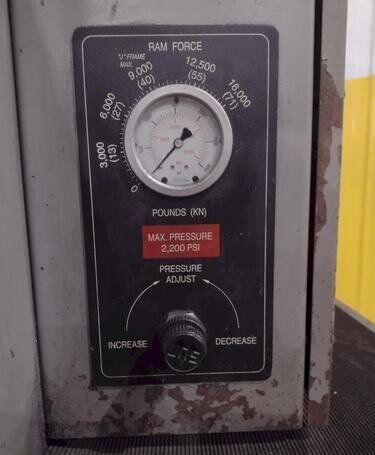 RAM FORCE
"U" FRAME
MAX.
9,000
(40)
12,500
(55)
16,000
(71)
6,000
(27)
3,000
(13)
0
POUNDS (KN)
MAX. PRESSURE
2,200 PSI
PRESSURE
ADJUST
INCREASE
DECREASE